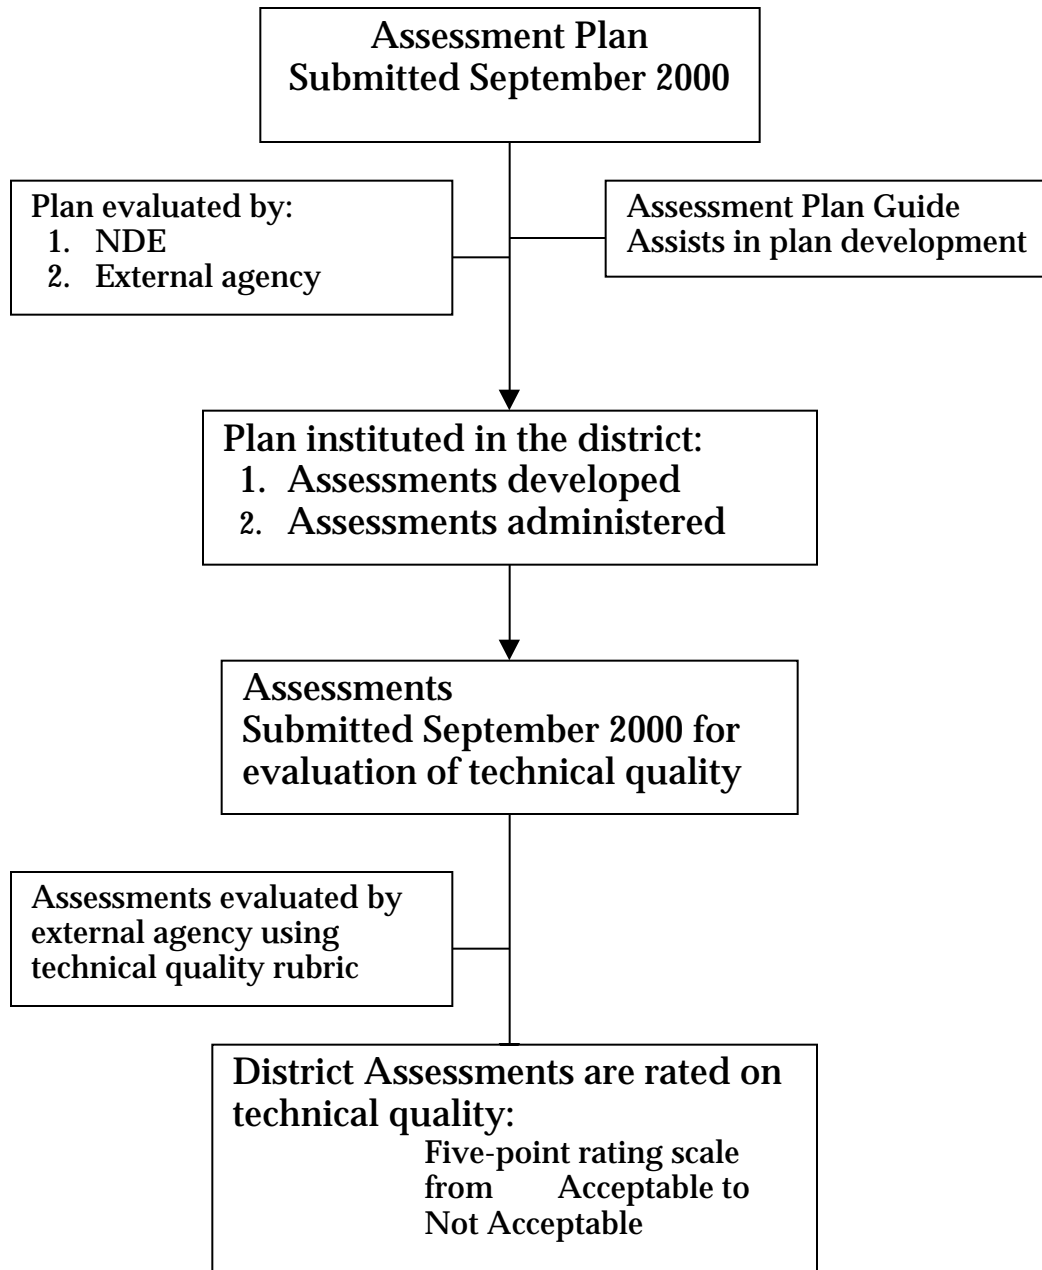 Assessment Plan
Submitted September 2000
Plan evaluated by:
1. NDE
2. External agency
Assessment Plan Guide
Assists in plan development
Plan instituted in the district:
1. Assessments developed
2. Assessments administered
Assessments
Submitted September 2000 for
evaluation of technical quality
Assessments evaluated by
external agency using
technical quality rubric
District Assessments are rated on
technical quality:
Five-point rating scale
from Acceptable to
Not Acceptable